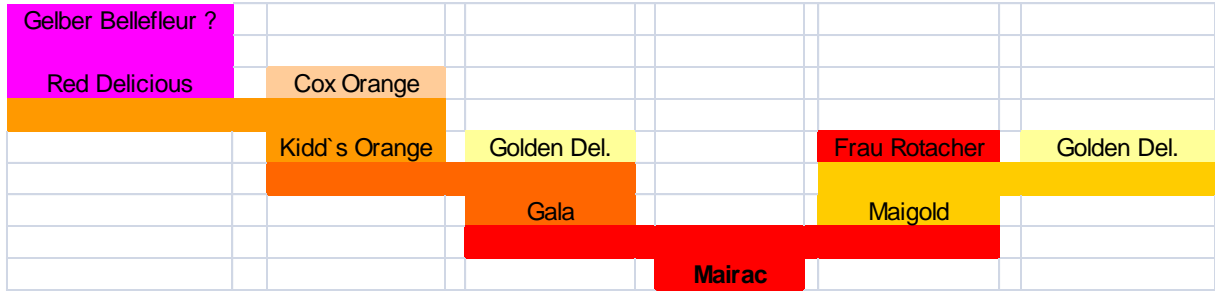 Gelber Bellefleur ?
Red Delicious Cox Orange
Kidd`s Orange Golden Del. Frau Rotacher Golden Del.
Gala Maigold
Mairac